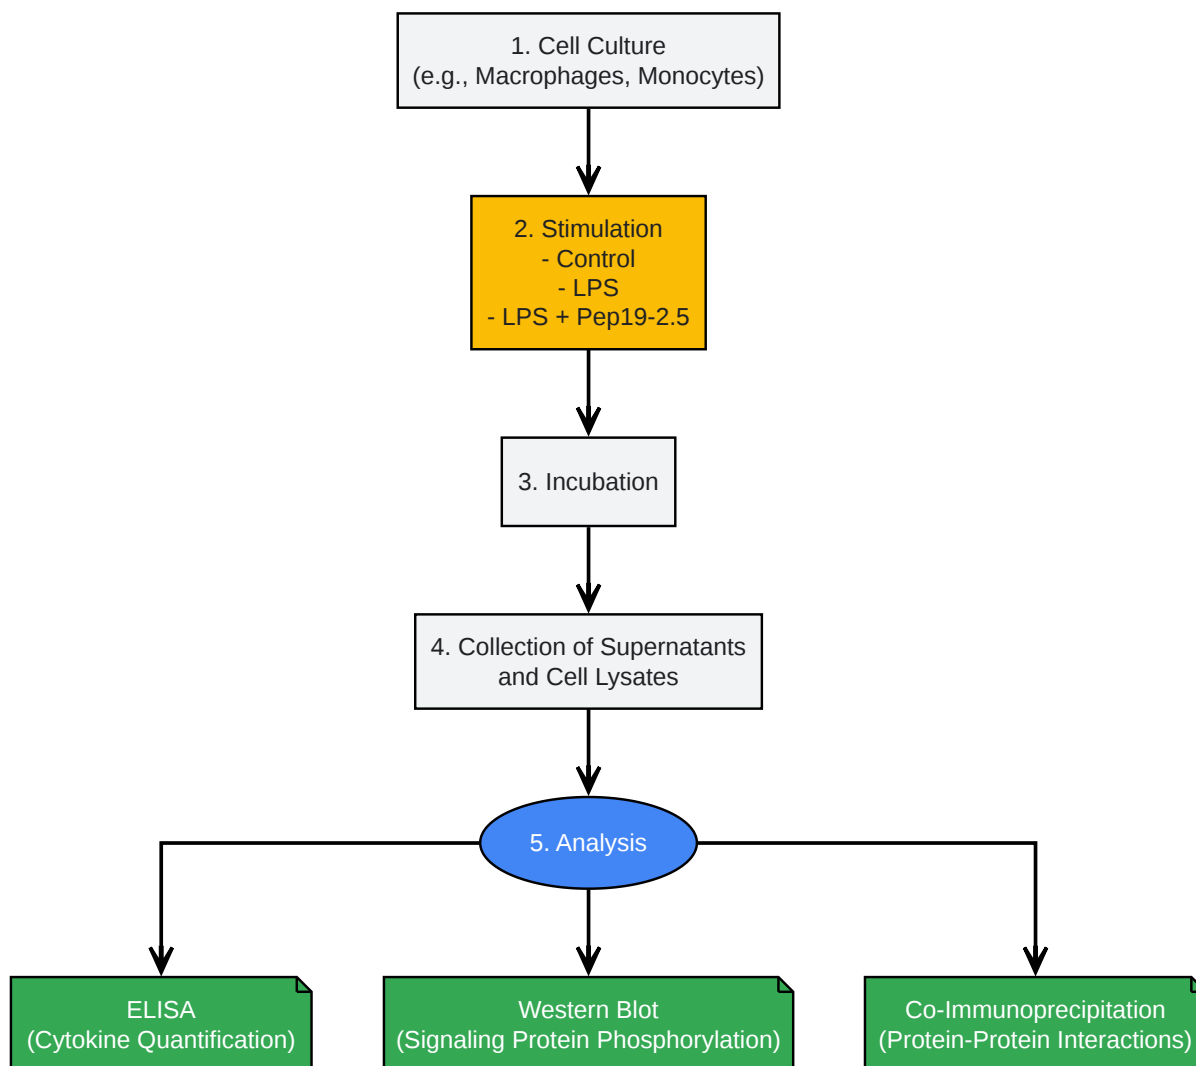 1. Cell Culture
(e.g., Macrophages, Monocytes)
2. Stimulation
- Control
- LPS
- LPS + Pep19-2.5
3. Incubation
4. Collection of Supernatants
and Cell Lysates
5. Analysis
ELISA
(Cytokine Quantification)
Western Blot
(Signaling Protein Phosphorylation)
Co-Immunoprecipitation
(Protein-Protein Interactions)